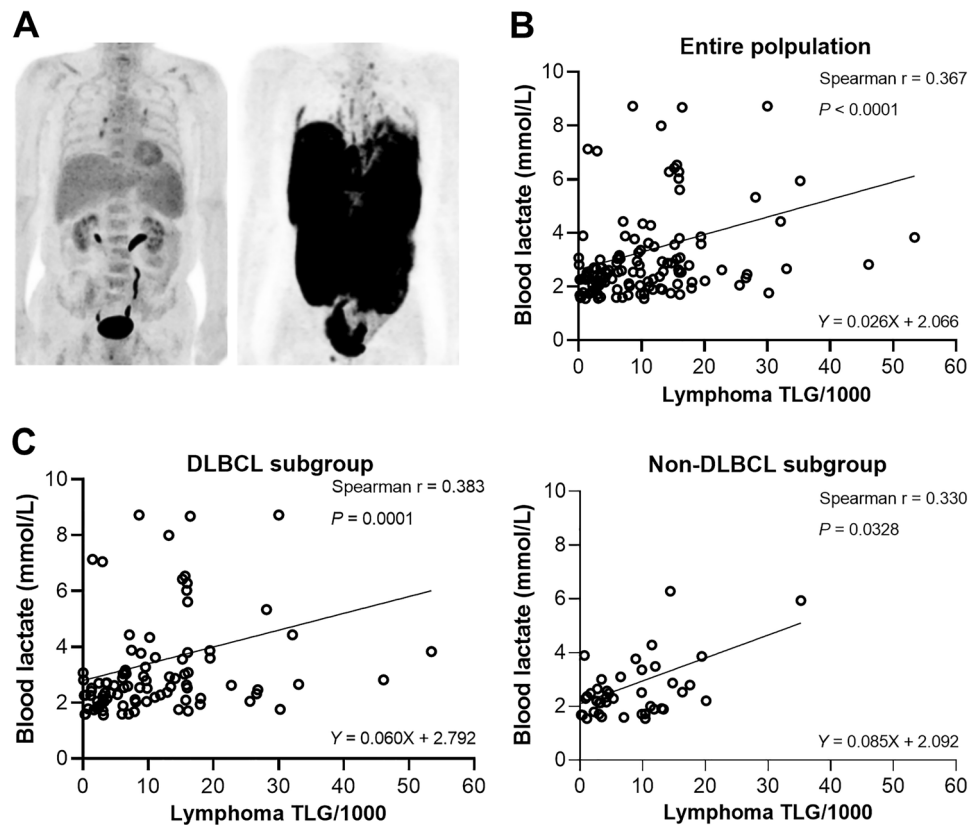 A
B
Entire polpulation
Spearman r = 0.367
P < 0.0001
Blood lactate (mmol/L)
10
8
6
4
2
0
Y = 0.026X + 2.066
0 10 20 30 40 50 60
Lymphoma TLG/1000
C
DLBCL subgroup
Spearman r = 0.383
P = 0.0001
Blood lactate (mmol/L)
10
8
6
4
2
0
Y = 0.060X + 2.792
0 10 20 30 40 50 60
Lymphoma TLG/1000
Non-DLBCL subgroup
Spearman r = 0.330
P = 0.0328
Blood lactate (mmol/L)
10
8
6
4
2
0
Y = 0.085X + 2.092
0 10 20 30 40 50 60
Lymphoma TLG/1000